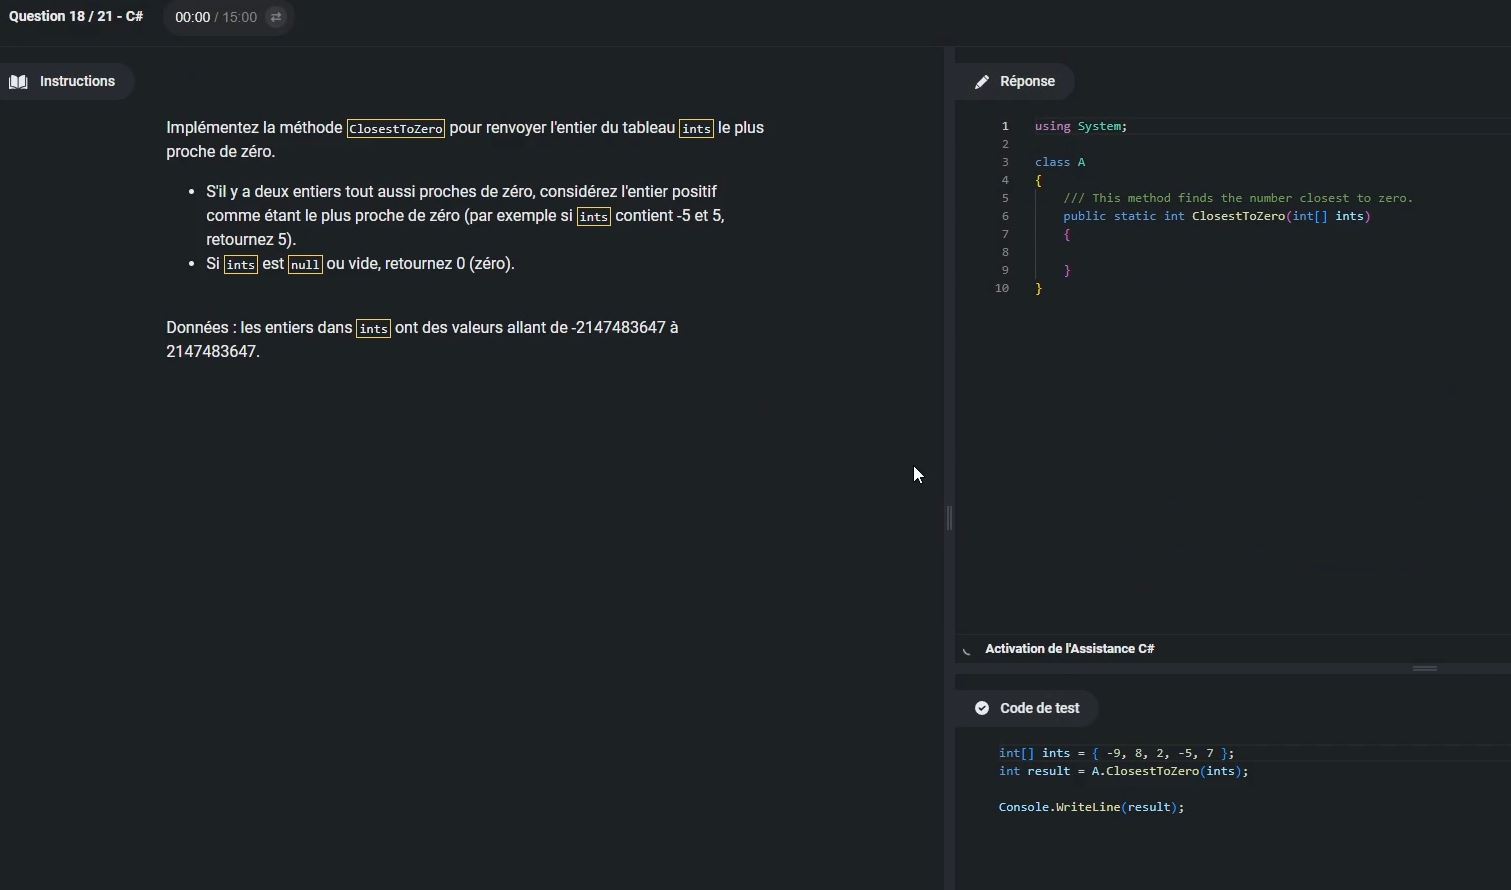 Question 18 / 21 - C#
00:00 / 15:00
Instructions
Implémentez la méthode ClosestToZero pour renvoyer l'entier du tableau ints le plus
proche de zéro.
• S'il y a deux entiers tout aussi proches de zéro, considérez l'entier positif
comme étant le plus proche de zéro (par exemple si ints contient -5 et 5,
retournez 5).
• Si ints est null ou vide, retournez 0 (zéro).
Données : les entiers dans ints ont des valeurs allant de -2147483647 à
2147483647.
Réponse
1 using System;
2
3 class A
4 {
5 /// This method finds the number closest to zero.
6 public static int ClosestToZero(int[] ints)
7 {
8
9 }
10 }
Activation de l'Assistance C#
Code de test
int[] ints = { -9, 8, 2, -5, 7 };
int result = A.ClosestToZero(ints);
Console.WriteLine(result);